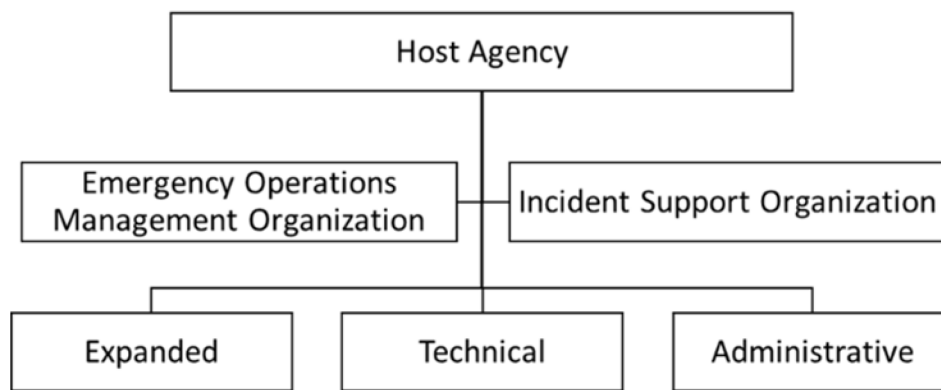 Host Agency
Emergency Operations
Management Organization
Incident Support Organization
Expanded
Technical
Administrative